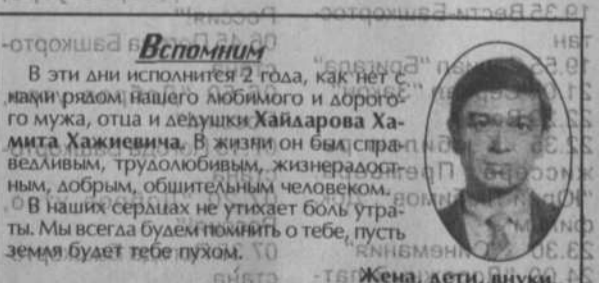 Вспомним
В эти дни исполнится 2 года, как нет с
нами рядом нашего любимого и дорого-
го мужа, отца и дедушки Хайдарова Ха-
мита Хажиевича. В жизни он был спра-
ведливым, трудолюбивым, жизнерадост-
ным, добрым, общительным человеком.
В наших сердцах не утихает боль утра-
ты. Мы всегда будем помнить о тебе, пусть
земля будет тебе пухом.
Жена, дети, внуки